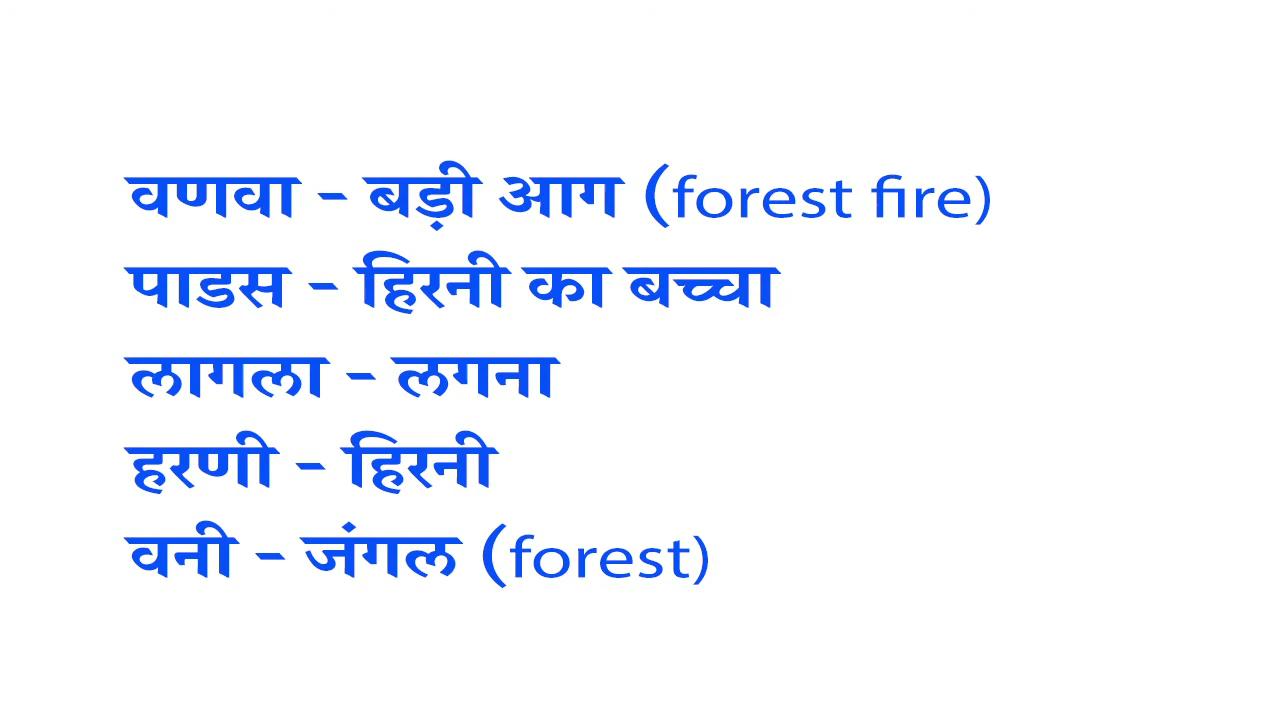 वणवा - बड़ी आग (forest fire)
पाडस - हिरनी का बच्चा
लागला - लगना
हरणी - हिरनी
वनी - जंगल (forest)